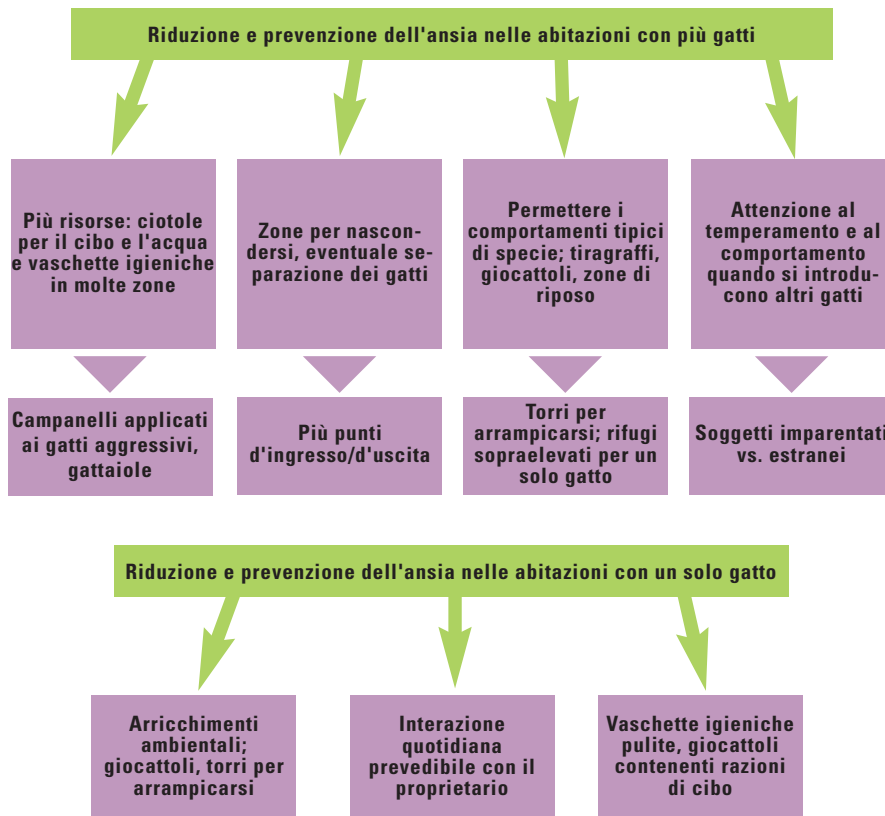 Riduzione e prevenzione dell'ansia nelle abitazioni con più gatti
Più risorse: ciotole
per il cibo e l'acqua
e vaschette igieniche
in molte zone
Zone per nascon-
dersi, eventuale se-
parazione dei gatti
Permettere i
comportamenti tipici
di specie; tiragraffi,
giocattoli, zone di
riposo
Attenzione al
temperamento e al
comportamento
quando si introdu-
cono altri gatti
Campanelli applicati
ai gatti aggressivi,
gattaiole
Più punti
d'ingresso/d'uscita
Torri per
arrampicarsi; rifugi
sopraelevati per un
solo gatto
Soggetti imparentati
vs. estranei
Riduzione e prevenzione dell'ansia nelle abitazioni con un solo gatto
Arricchimenti
ambientali;
giocattoli, torri per
arrampicarsi
Interazione
quotidiana
prevedibile con il
proprietario
Vaschette igieniche
pulite, giocattoli
contenenti razioni
di cibo